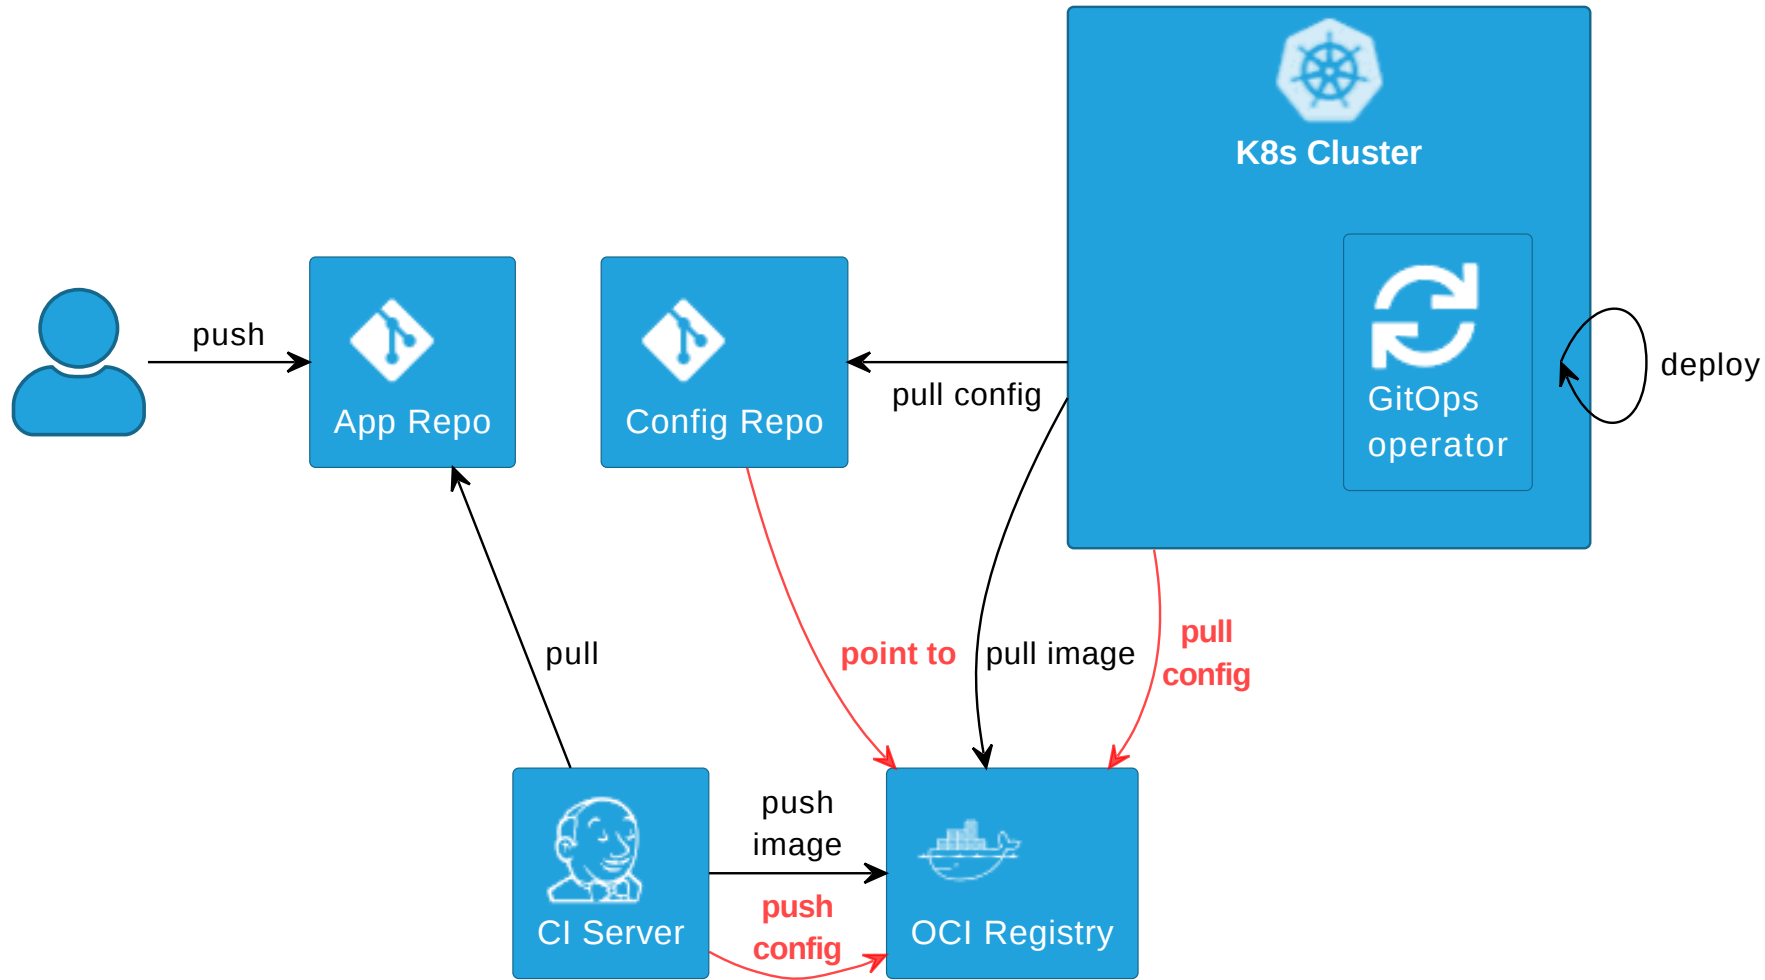 K8s Cluster
push
App Repo
Config Repo
pull config
GitOps
operator
deploy
pull
point to
pull image
pull
config
push
image
push
config
CI Server
OCI Registry